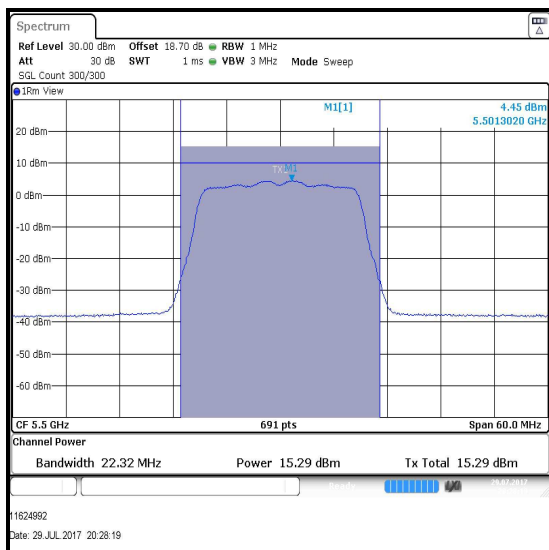 Spectrum
Ref Level 30.00 dBm Offset 18.70 dB RBW 1 MHz
Att 30 dB SWT 1 ms VBW 3 MHz Mode Sweep
SGL Count 300/300
1Rm View
M1[1] 4.45 dBm
5.5013020 GHz
20 dBm
10 dBm
M1
0 dBm
-10 dBm
-20 dBm
-30 dBm
-40 dBm
-50 dBm
-60 dBm
CF 5.5 GHz 691 pts Span 60.0 MHz
Channel Power
Bandwidth 22.32 MHz Power 15.29 dBm Tx Total 15.29 dBm
Ready 29.07.2017
11624992
Date: 29.JUL.2017 20:28:19